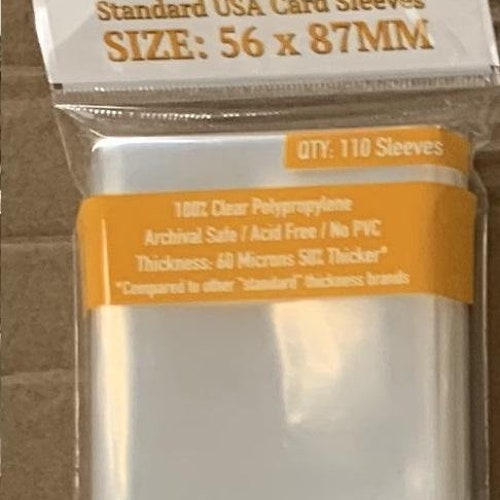 Standard USA Card Sleeves
SIZE: 56 x 87MM
QTY: 110 Sleeves
100% Clear Polypropylene
Archival Safe / Acid Free / No PVC
Thickness: 60 Microns 50% Thicker*
*Compared to other "standard" thickness brands